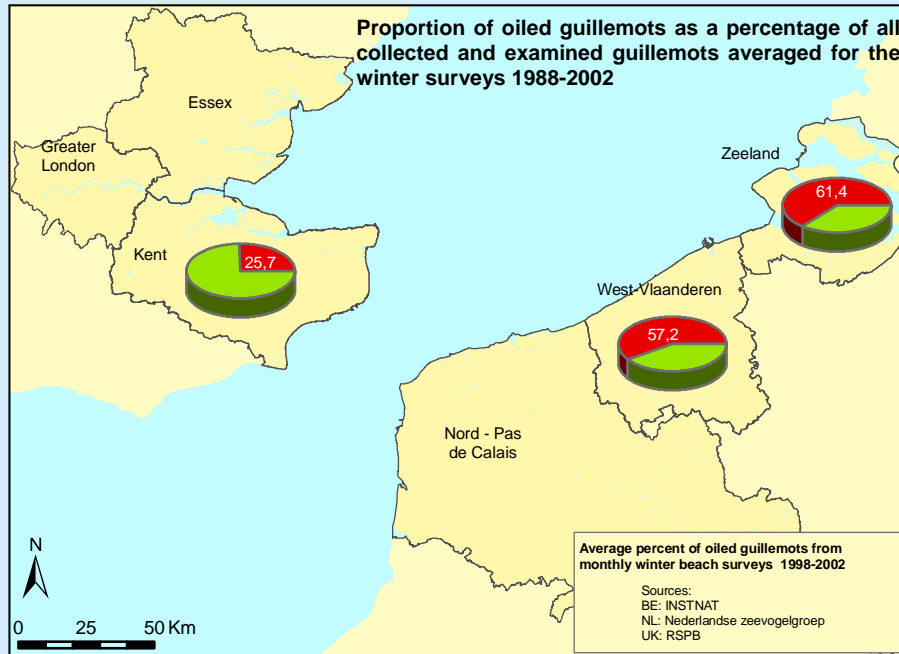 Proportion of oiled guillemots as a percentage of all
collected and examined guillemots averaged for the
winter surveys 1988-2002
Essex
Greater
London
Zeeland
61,4
Kent
25,7
West-Vlaanderen
57,2
Nord - Pas
de Calais
N
0 25 50 Km
Average percent of oiled guillemots from
monthly winter beach surveys 1998-2002
Sources:
BE: INSTNAT
NL: Nederlandse zeevogelgroep
UK: RSPB